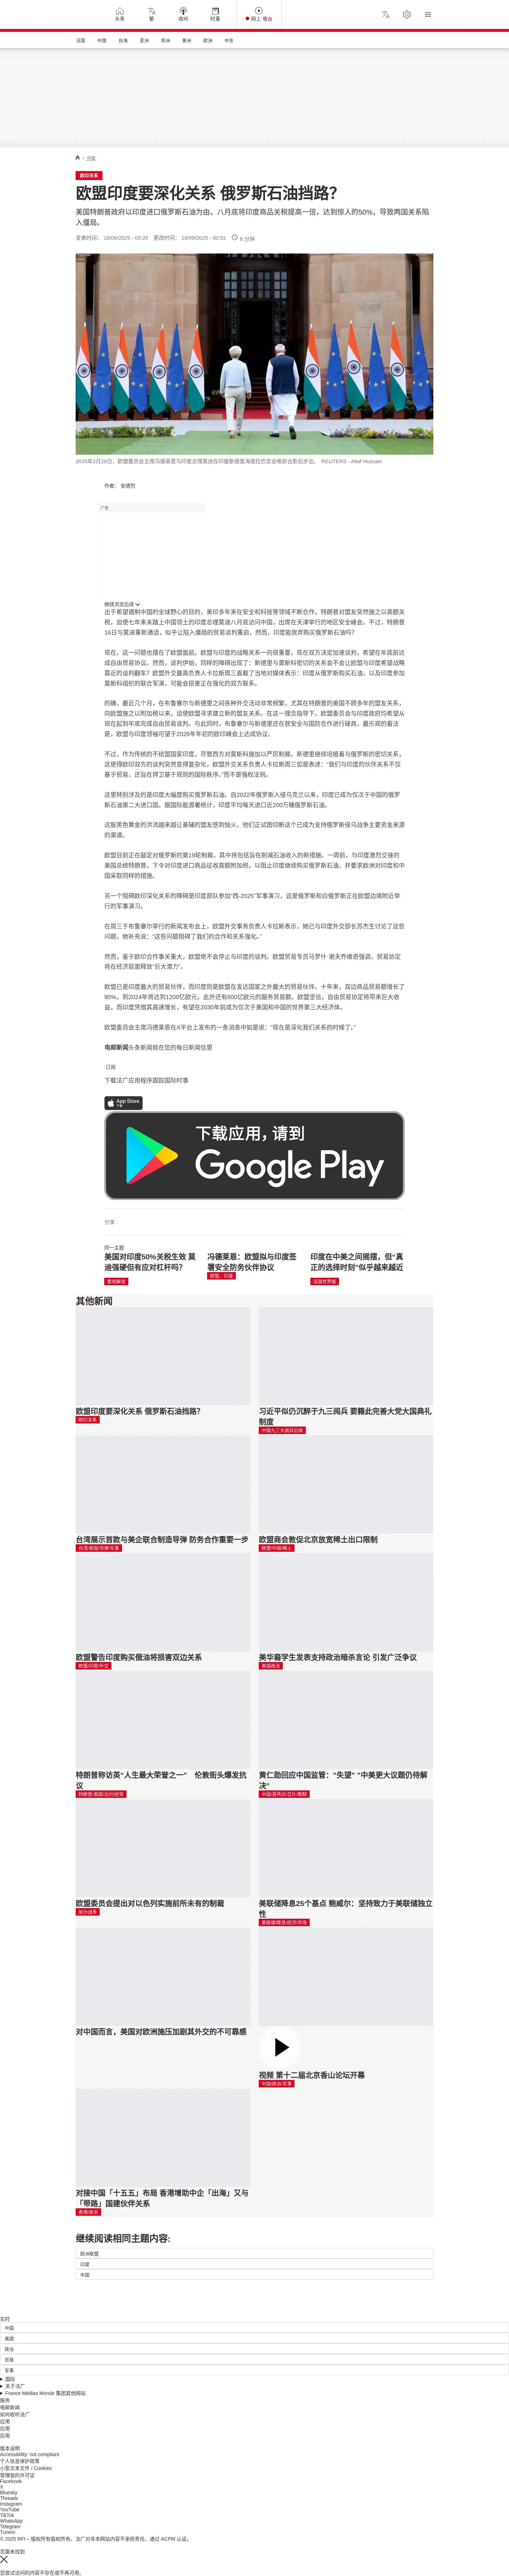 头条
繁
收听
时事
网上 电台
法国
中国
台海
亚洲
非洲
美洲
欧洲
中东
/ 中国
欧印关系
欧盟印度要深化关系 俄罗斯石油挡路？
美国特朗普政府以印度进口俄罗斯石油为由，八月底将印度商品关税提高一倍，达到惊人的50%，导致两国关系陷
入僵局。
发表时间： 18/09/2025 - 00:20 更改时间： 18/09/2025 - 00:52 6 分钟
2025年2月28日，欧盟委员会主席冯德莱恩与印度总理莫迪在印度新德里海德拉巴宫会晤前合影后步出。 REUTERS - Altaf Hussain
作者： 安德烈
广告
继续浏览后续
出于希望遏制中国的全球野心的目的，美印多年来在安全和科技等领域不断合作，特朗普对盟友突然施之以高额关
税，迫使七年来未踏上中国领土的印度总理莫迪八月底访问中国，出席在天津举行的地区安全峰会。不过，特朗普
16日与莫迪重新通话，似乎让陷入僵局的贸易谈判重启，然而，印度能放弃购买俄罗斯石油吗？
现在，这一问题也摆在了欧盟面前。欧盟与印度的战略关系一向很重要，现在双方决定加速谈判，希望在年底前达
成自由贸易协议。然而，谈判伊始，同样的障碍出现了：新德里与莫斯科密切的关系会不会让欧盟与印度希望战略
靠近的谈判翻车？欧盟外交最高负责人卡拉斯周三直截了当地对媒体表示：印度从俄罗斯购买石油，以及印度参加
莫斯科组织的联合军演，可能会损害正在强化的双方联系。
的确，最近几个月，在布鲁塞尔与新德里之间各种外交活动非常频繁，尤其在特朗普的美国不顾多年的盟友关系，
向欧盟施之以附加税以来，迫使欧盟寻求建立新的盟友关系。在这一理念指导下，欧盟委员会与印度政府均希望从
现在起到年底完成自由贸易谈判。与此同时，布鲁塞尔与新德里还在就安全与国防合作进行磋商，最乐观的看法
是，欧盟与印度领袖可望于2026年年初的欧印峰会上达成协议。
不过，作为传统的不结盟国家印度，尽管西方对莫斯科施加以严厉制裁，新德里继续培植着与俄罗斯的密切关系，
这使得欧印双方的谈判突然变得复杂化，欧盟外交关系负责人卡拉斯周三如是表述：“我们与印度的伙伴关系不仅
基于贸易，还旨在捍卫基于规则的国际秩序。”而不是强权法则。
这里特别涉及的是印度大幅度购买俄罗斯石油。自2022年俄罗斯入侵乌克兰以来，印度已成为仅次于中国的俄罗
斯石油第二大进口国。据国际能源署统计，印度平均每天进口近200万桶俄罗斯石油。
这股黑色黄金的洪流越来越让基辅的盟友感到恼火，他们正试图切断这个已成为支持俄罗斯侵乌战争主要资金来源
的渠道。
欧盟目前正在敲定对俄罗斯的第19轮制裁，其中将包括旨在削减石油收入的新措施。一周前，与印度激烈交锋的
美国总统特朗普，下令对印度进口商品征收高额附加税，以阻止印度继续购买俄罗斯石油，并要求欧洲对印度和中
国采取同样的措施。
另一个阻碍欧印深化关系的障碍是印度部队参加“西-2025”军事演习，这是俄罗斯和白俄罗斯正在欧盟边境附近举
行的军事演习。
在周三于布鲁塞尔举行的新闻发布会上，欧盟外交事务负责人卡拉斯表示，她已与印度外交部长苏杰生讨论了这些
问题，她补充说：“这些问题阻碍了我们的合作和关系强化。”
然而，鉴于欧印合作事关重大，欧盟绝不会停止与印度的谈判。欧盟贸易专员马罗什·谢夫乔维奇强调，贸易协定
将在经济层面释放“巨大潜力”。
欧盟已是印度最大的贸易伙伴，而印度则是欧盟在发达国家之外最大的贸易伙伴。十年来，双边商品贸易额增长了
90%，到2024年将达到1200亿欧元，此外还有600亿欧元的服务贸易额。欧盟坚信，自由贸易协定将带来巨大收
益，而印度凭借其高速增长，有望在2030年前成为仅次于美国和中国的世界第三大经济体。
欧盟委员会主席冯德莱恩在X平台上发布的一条消息中如是说：“现在是深化我们关系的时候了。”
电邮新闻头条新闻就在您的每日新闻信里
订阅
下载法广应用程序跟踪国际时事
App Store
下载应用，请到
Google Play
分享 :
同一主题
美国对印度50%关税生效 莫
迪强硬但有应对杠杆吗？
要闻解说
冯德莱恩：欧盟拟与印度签
署安全防务伙伴协议
欧盟、印度
印度在中美之间摇摆，但“真
正的选择时刻”似乎越来越近
法国世界报
其他新闻
欧盟印度要深化关系 俄罗斯石油挡路？
欧印关系
习近平似仍沉醉于九三阅兵 要籍此完善大党大国典礼
制度
中国九三大阅兵后续
台湾展示首款与美企联合制造导弹 防务合作重要一步
台湾/美国/导弹/军事
欧盟商会敦促北京放宽稀土出口限制
欧盟/中国/稀土
欧盟警告印度购买俄油将损害双边关系
欧盟/印度/外交
美华裔学生发表支持政治暗杀言论 引发广泛争议
美国政治
特朗普称访英“人生最大荣誉之一” 伦敦街头爆发抗
议
特朗普/英国/访问/社贸
黄仁勋回应中国监管：“失望” “中美更大议题仍待解
决”
中国/英伟达/芯片/限制
欧盟委员会提出对以色列实施前所未有的制裁
加沙战争
美联储降息25个基点 鲍威尔：坚持致力于美联储独立
性
美联储/降息/经济/市场
对中国而言，美国对欧洲施压加剧其外交的不可靠感
视频 第十二届北京香山论坛开幕
中国/政治/军事
对接中国「十五五」布局 香港增助中企「出海」又与
「带路」国建伙伴关系
香港/政治
继续阅读相同主题内容:
欧洲联盟
印度
中国
实时
中国
美国
政治
贸易
军事
国际
关于法广
France Médias Monde 集团其他网站
服务
电邮新闻
如何收听法广
应用
应用
应用
版本说明
Accessibility: not compliant
个人信息保护政策
小型文本文件 / Cookies
管理我的许可证
Facebook
X
Bluesky
Threads
Instagram
YouTube
TikTok
WhatsApp
Telegram
TuneIn
© 2025 RFI – 版权所有版权所有。法广对非本网站内容不承担责任。通过 ACPM 认证。
页面未找到
您尝试访问的内容不存在或不再可用。